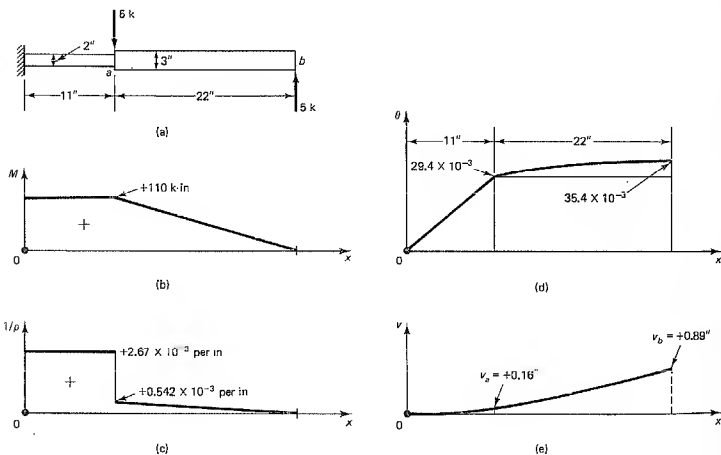 5 k
2"
3"
a
b
11"
22"
5 k
(a)
M
+110 k·in
+
0
x
(b)
1/ρ
+2.67 × 10⁻³ per in
+
+0.542 × 10⁻³ per in
0
x
(c)
θ
11"
22"
29.4 × 10⁻³
35.4 × 10⁻³
0
x
(d)
v
v_b = +0.89"
v_a = +0.16"
0
x
(e)